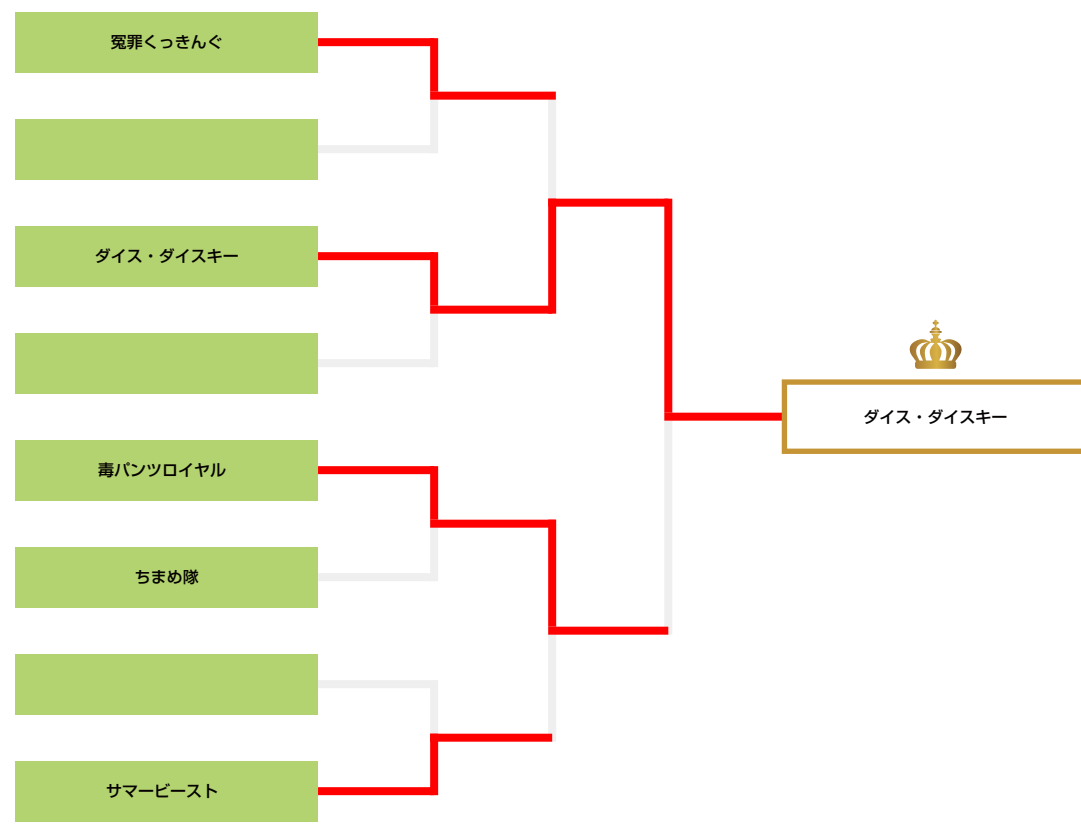 冤罪くっきんぐ
ダイス・ダイスキー
毒パンツロイヤル
ちまめ隊
サマービースト
ダイス・ダイスキー